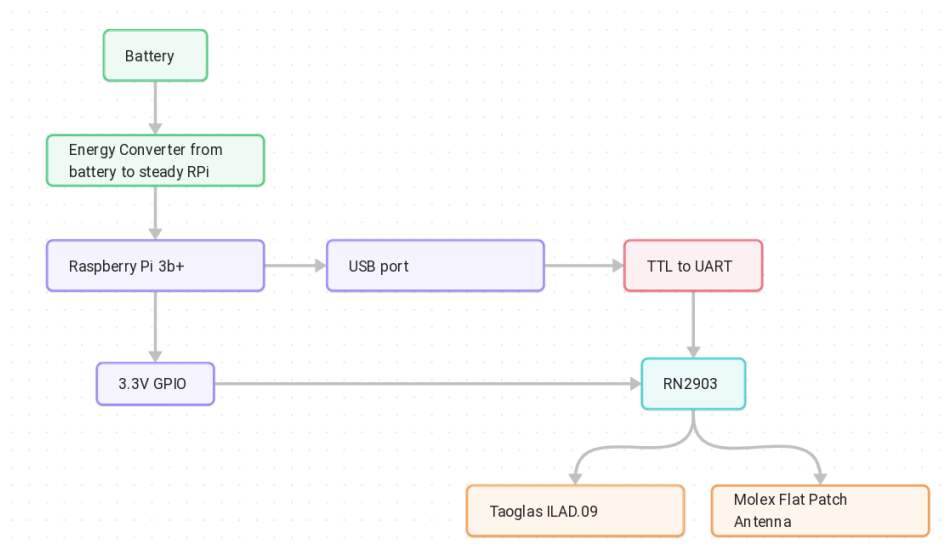 Battery
Energy Converter from
battery to steady RPi
Raspberry Pi 3b+
USB port
TTL to UART
3.3V GPIO
RN2903
Taoglas ILAD.09
Molex Flat Patch
Antenna